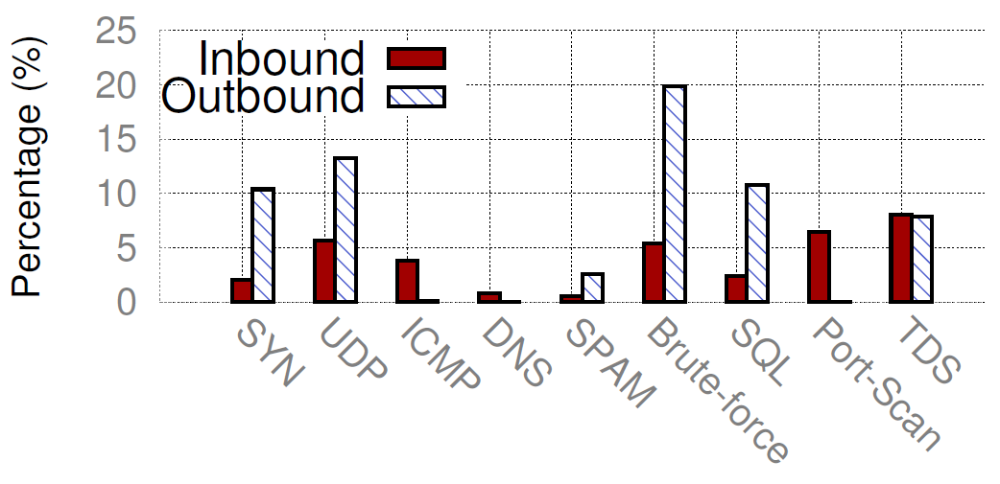 Percentage (%)
25
20
15
10
5
0
Inbound
Outbound
SYN
UDP
ICMP
DNS
SPAM
Brute-force
SQL
Port-Scan
TDS